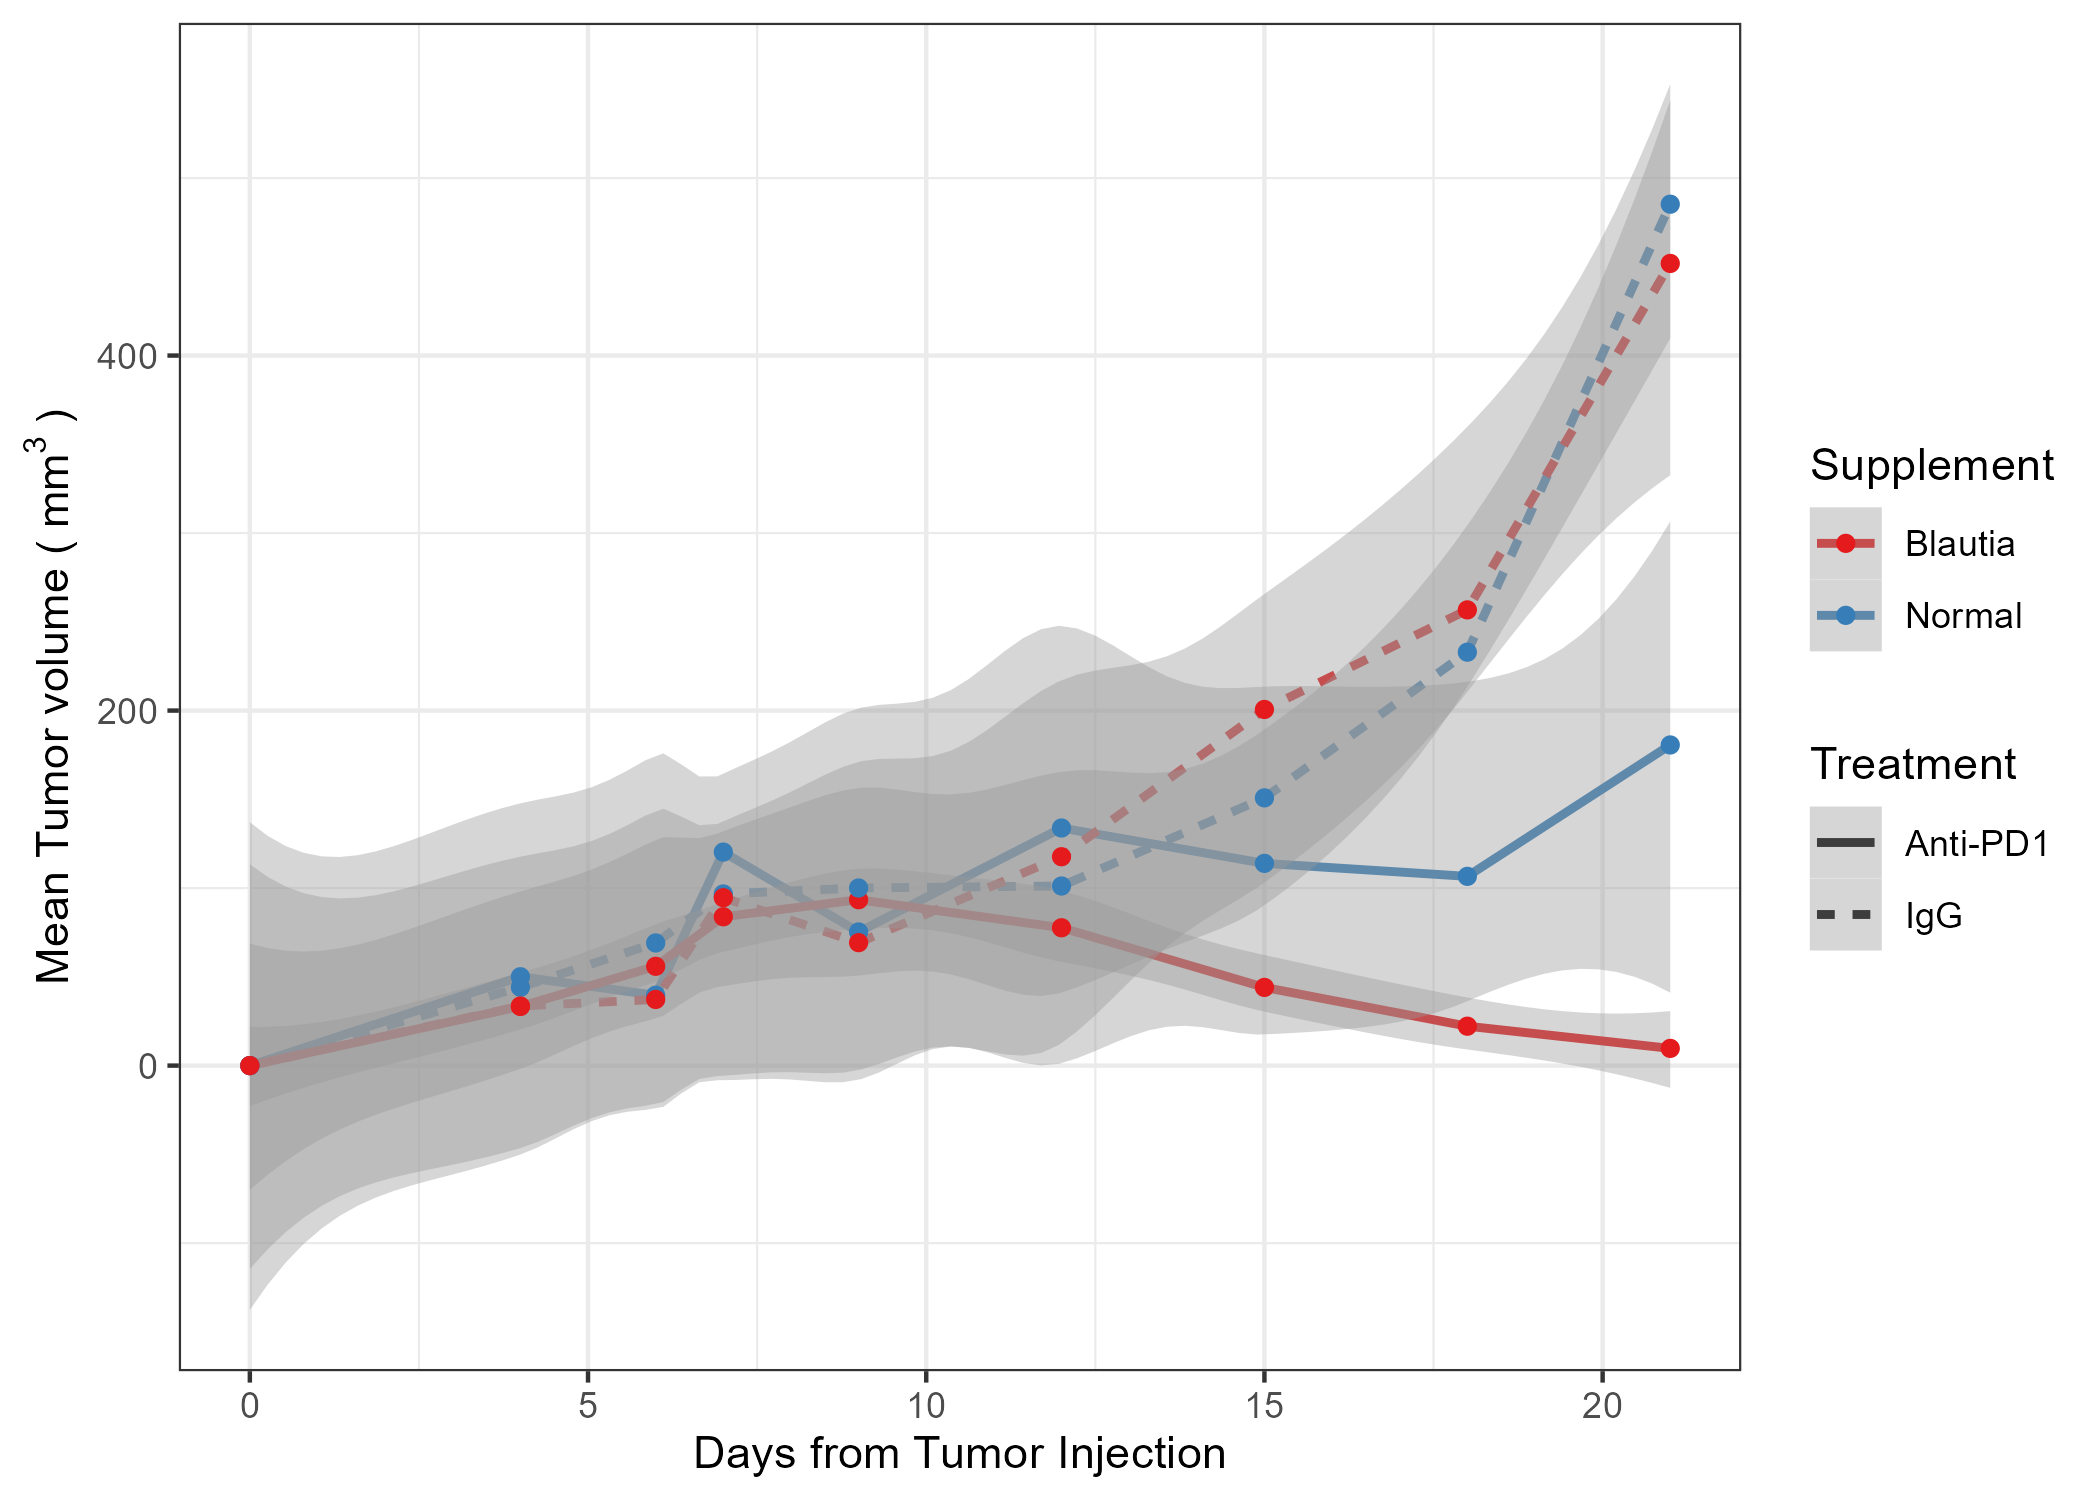 Mean Tumor volume ( mm³ )
400
200
0
0 5 10 15 20
Days from Tumor Injection
Supplement
Blautia
Normal
Treatment
Anti-PD1
IgG